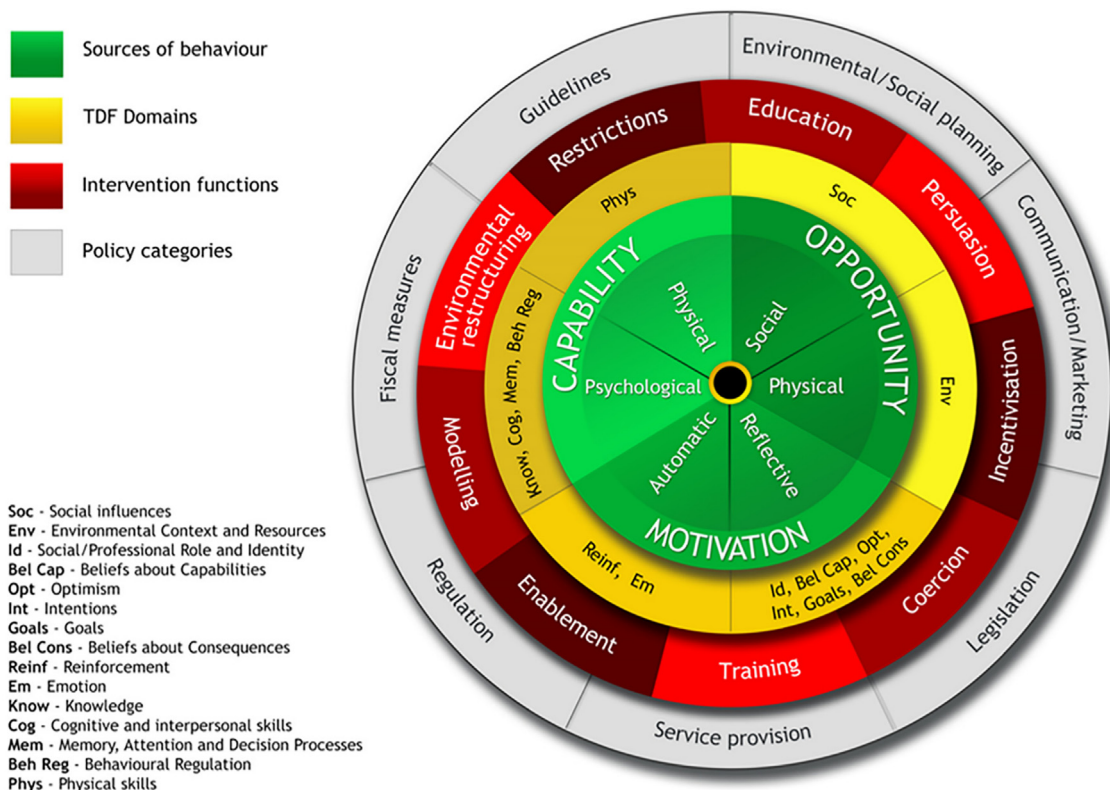 Sources of behaviour
TDF Domains
Intervention functions
Policy categories
Guidelines
Environmental/Social planning
Communication/Marketing
Legislation
Service provision
Regulation
Fiscal measures
Restrictions
Education
Persuasion
Incentivisation
Coercion
Training
Enablement
Modelling
Environmental
restructuring
Phys
Soc
Env
Id, Bel Cap, Opt,
Int, Goals, Bel Cons
Reinf, Em
Know, Cog, Mem, Beh Reg
CAPABILITY
OPPORTUNITY
MOTIVATION
Physical
Social
Physical
Reflective
Automatic
Psychological
Soc - Social influences
Env - Environmental Context and Resources
Id - Social/Professional Role and Identity
Bel Cap - Beliefs about Capabilities
Opt - Optimism
Int - Intentions
Goals - Goals
Bel Cons - Beliefs about Consequences
Reinf - Reinforcement
Em - Emotion
Know - Knowledge
Cog - Cognitive and interpersonal skills
Mem - Memory, Attention and Decision Processes
Beh Reg - Behavioural Regulation
Phys - Physical skills